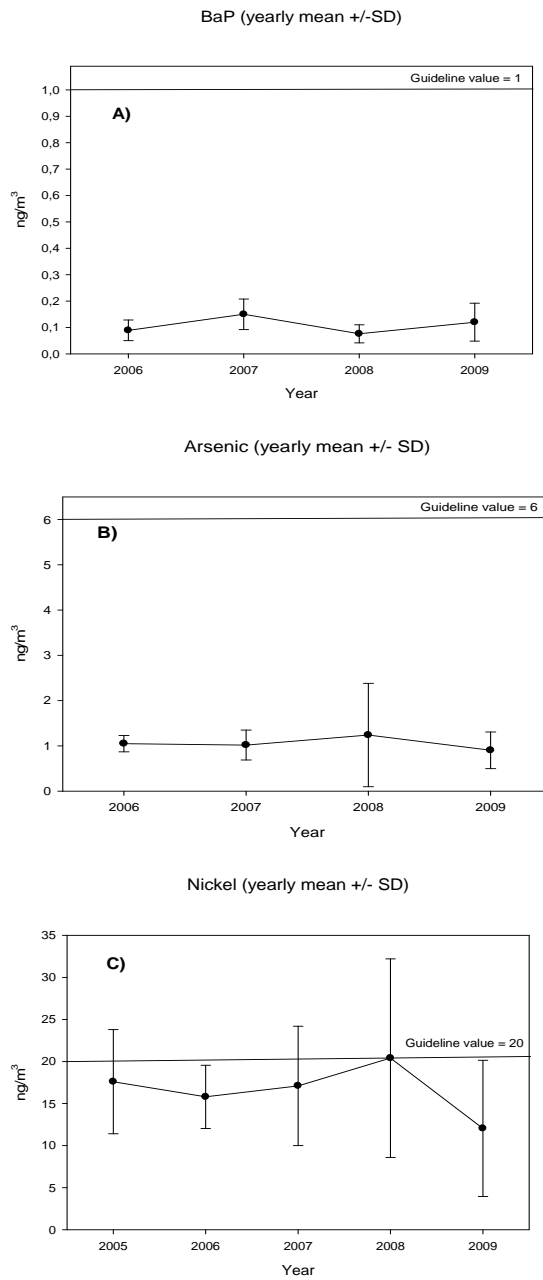 BaP (yearly mean +/-SD)
Guideline value = 1
A)
1,0
0,9
0,8
0,7
0,6
0,5
0,4
0,3
0,2
0,1
0,0
ng/m³
2006 2007 2008 2009
Year
Arsenic (yearly mean +/- SD)
Guideline value = 6
B)
6
5
4
3
2
1
0
ng/m³
2006 2007 2008 2009
Year
Nickel (yearly mean +/- SD)
C)
35
30
25
20
15
10
5
0
ng/m³
Guideline value = 20
2005 2006 2007 2008 2009
Year